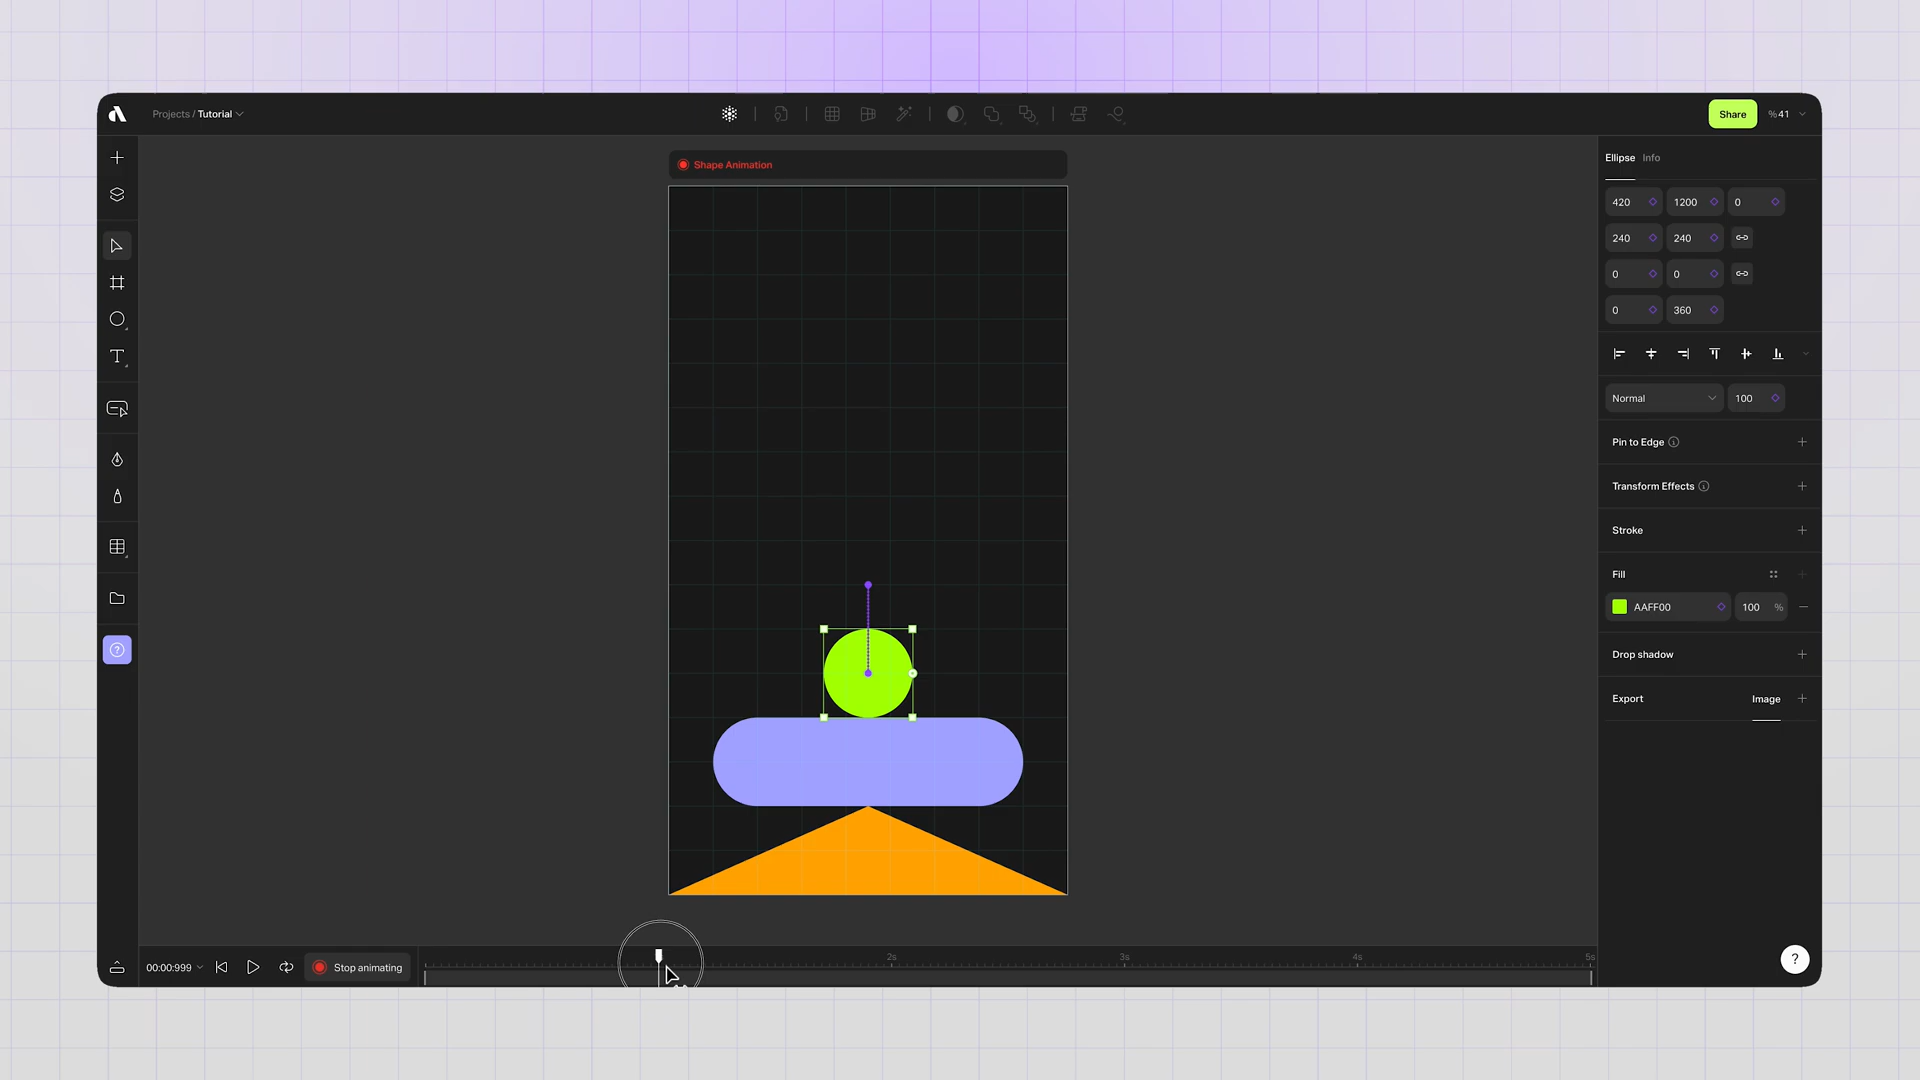 Projects / Tutorial
Share
%41
Shape Animation
Ellipse Info
420 1200 0
240 240
0 0
0 360
Normal 100
Pin to Edge
Transform Effects
Stroke
Fill
AAFF00 100 %
Drop shadow
Export Image
T
?
00:00:999
Stop animating
2s 3s 4s 5s
?